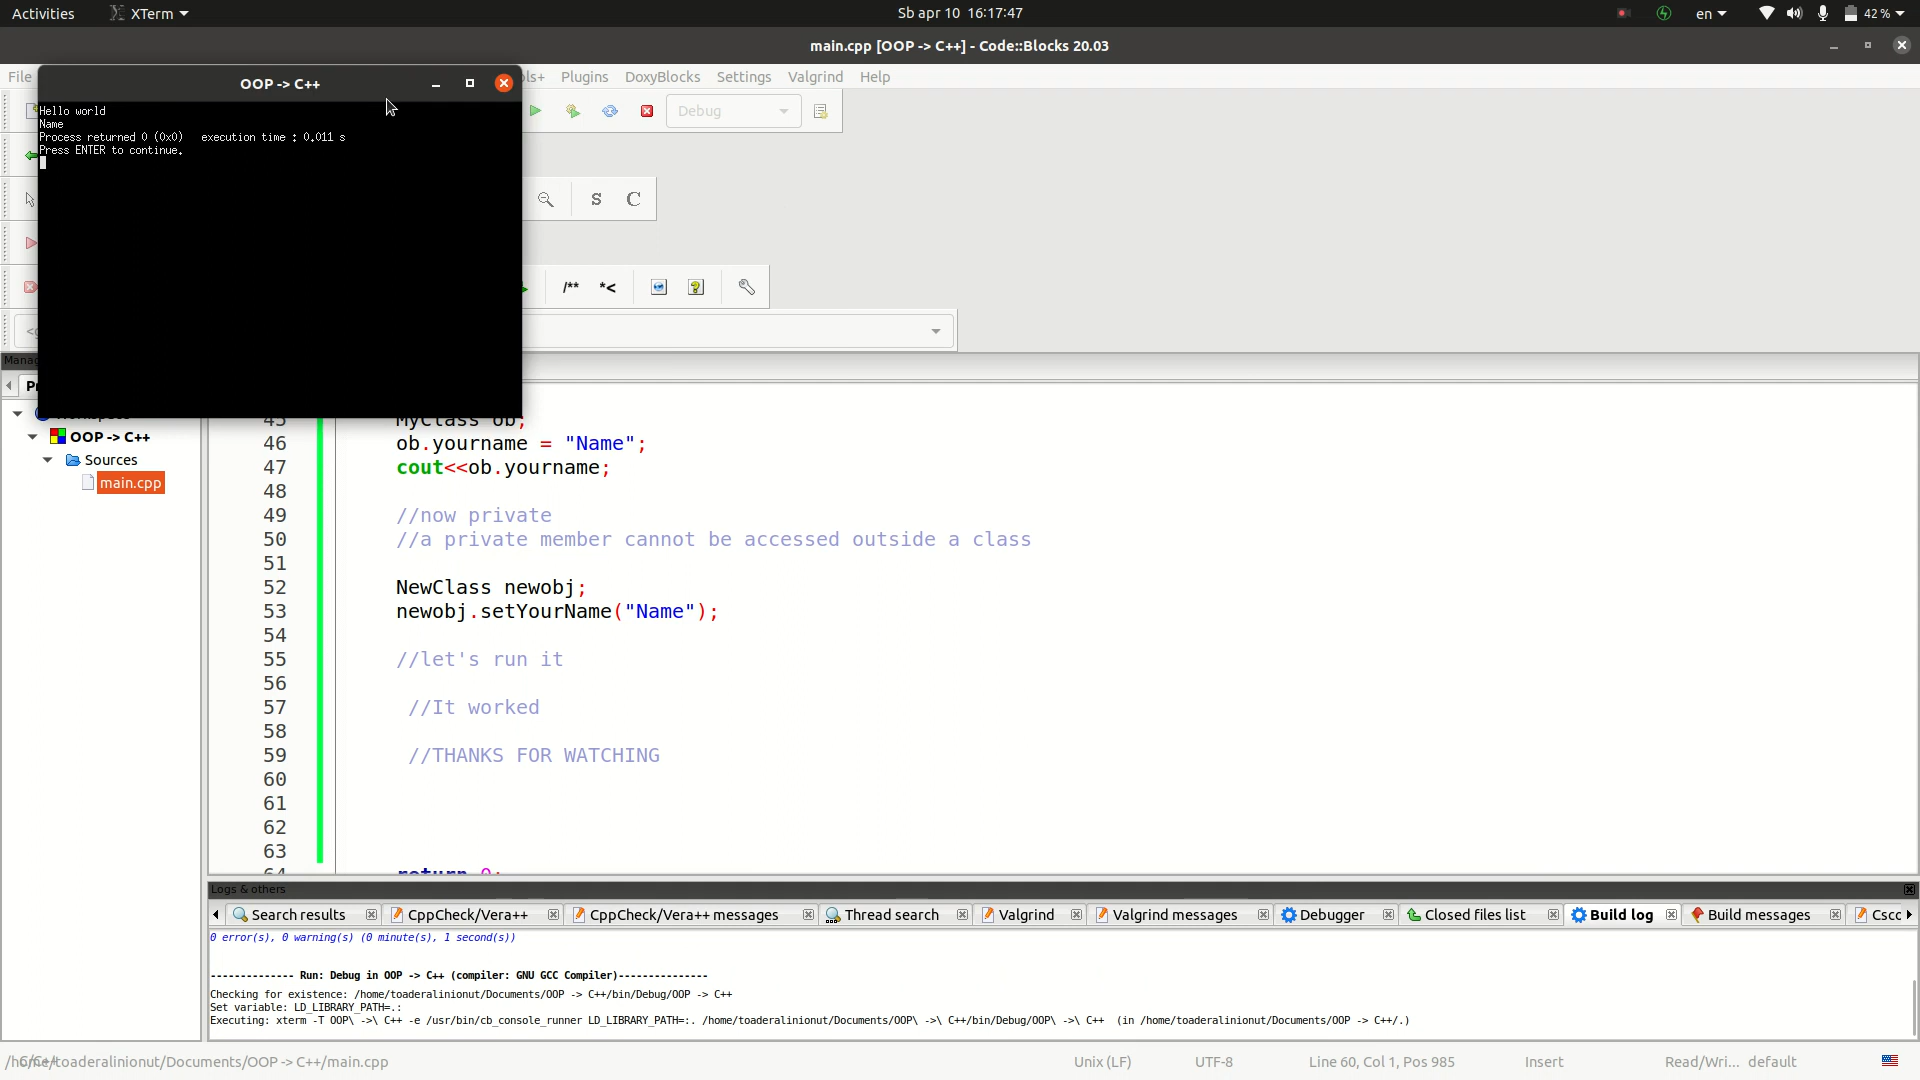 Activities XTerm Sb apr 10 16:17:47 en 42 %
main.cpp [OOP -> C++] - Code::Blocks 20.03
File Plugins DoxyBlocks Settings Valgrind Help
OOP -> C++
Hello world
Name
Process returned 0 (0x0) execution time : 0.011 s
Press ENTER to continue.
Debug
S C
/** *<
OOP -> C++
Sources
main.cpp
45 MyClass ob;
46 ob.yourname = "Name";
47 cout<<ob.yourname;
48
49 //now private
50 //a private member cannot be accessed outside a class
51
52 NewClass newobj;
53 newobj.setYourName("Name");
54
55 //let's run it
56
57 //It worked
58
59 //THANKS FOR WATCHING
60
61
62
63
64 return 0;
Logs & others
Search results CppCheck/Vera++ CppCheck/Vera++ messages Thread search Valgrind Valgrind messages Debugger Closed files list Build log Build messages Cscc
0 error(s), 0 warning(s) (0 minute(s), 1 second(s))
-------------- Run: Debug in OOP -> C++ (compiler: GNU GCC Compiler)---------------
Checking for existence: /home/toaderalinionut/Documents/OOP -> C++/bin/Debug/OOP -> C++
Set variable: LD_LIBRARY_PATH=.:
Executing: xterm -T OOP\ ->\ C++ -e /usr/bin/cb_console_runner LD_LIBRARY_PATH=:. /home/toaderalinionut/Documents/OOP\ ->\ C++/bin/Debug/OOP\ ->\ C++ (in /home/toaderalinionut/Documents/OOP -> C++/.)
/home/toaderalinionut/Documents/OOP -> C++/main.cpp Unix (LF) UTF-8 Line 60, Col 1, Pos 985 Insert Read/Wri... default